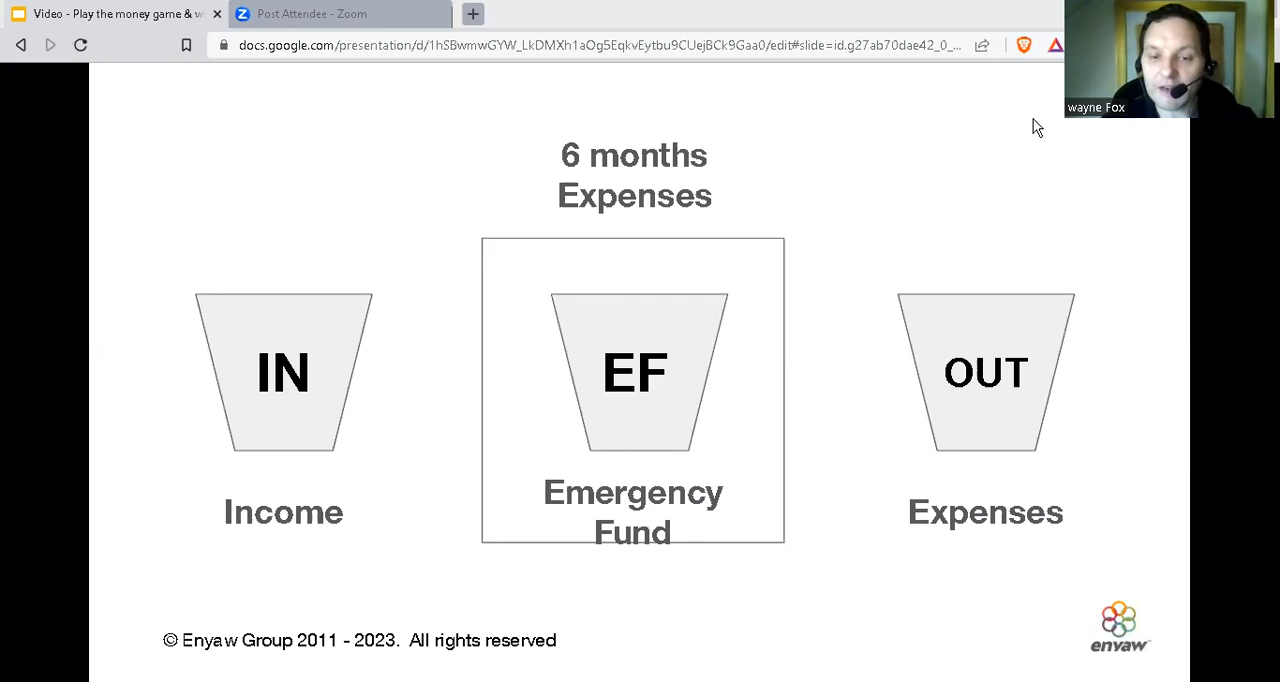 Video - Play the money game & w
Post Attendee - Zoom
docs.google.com/presentation/d/1hSBwmwGYW_LkDMXh1aOg5EqkvEytbu9CUejBCk9Gaa0/edit#slide=id.g27ab70dae42_0_...
wayne Fox
6 months
Expenses
IN
EF
OUT
Income
Emergency
Fund
Expenses
© Enyaw Group 2011 - 2023. All rights reserved
enyaw